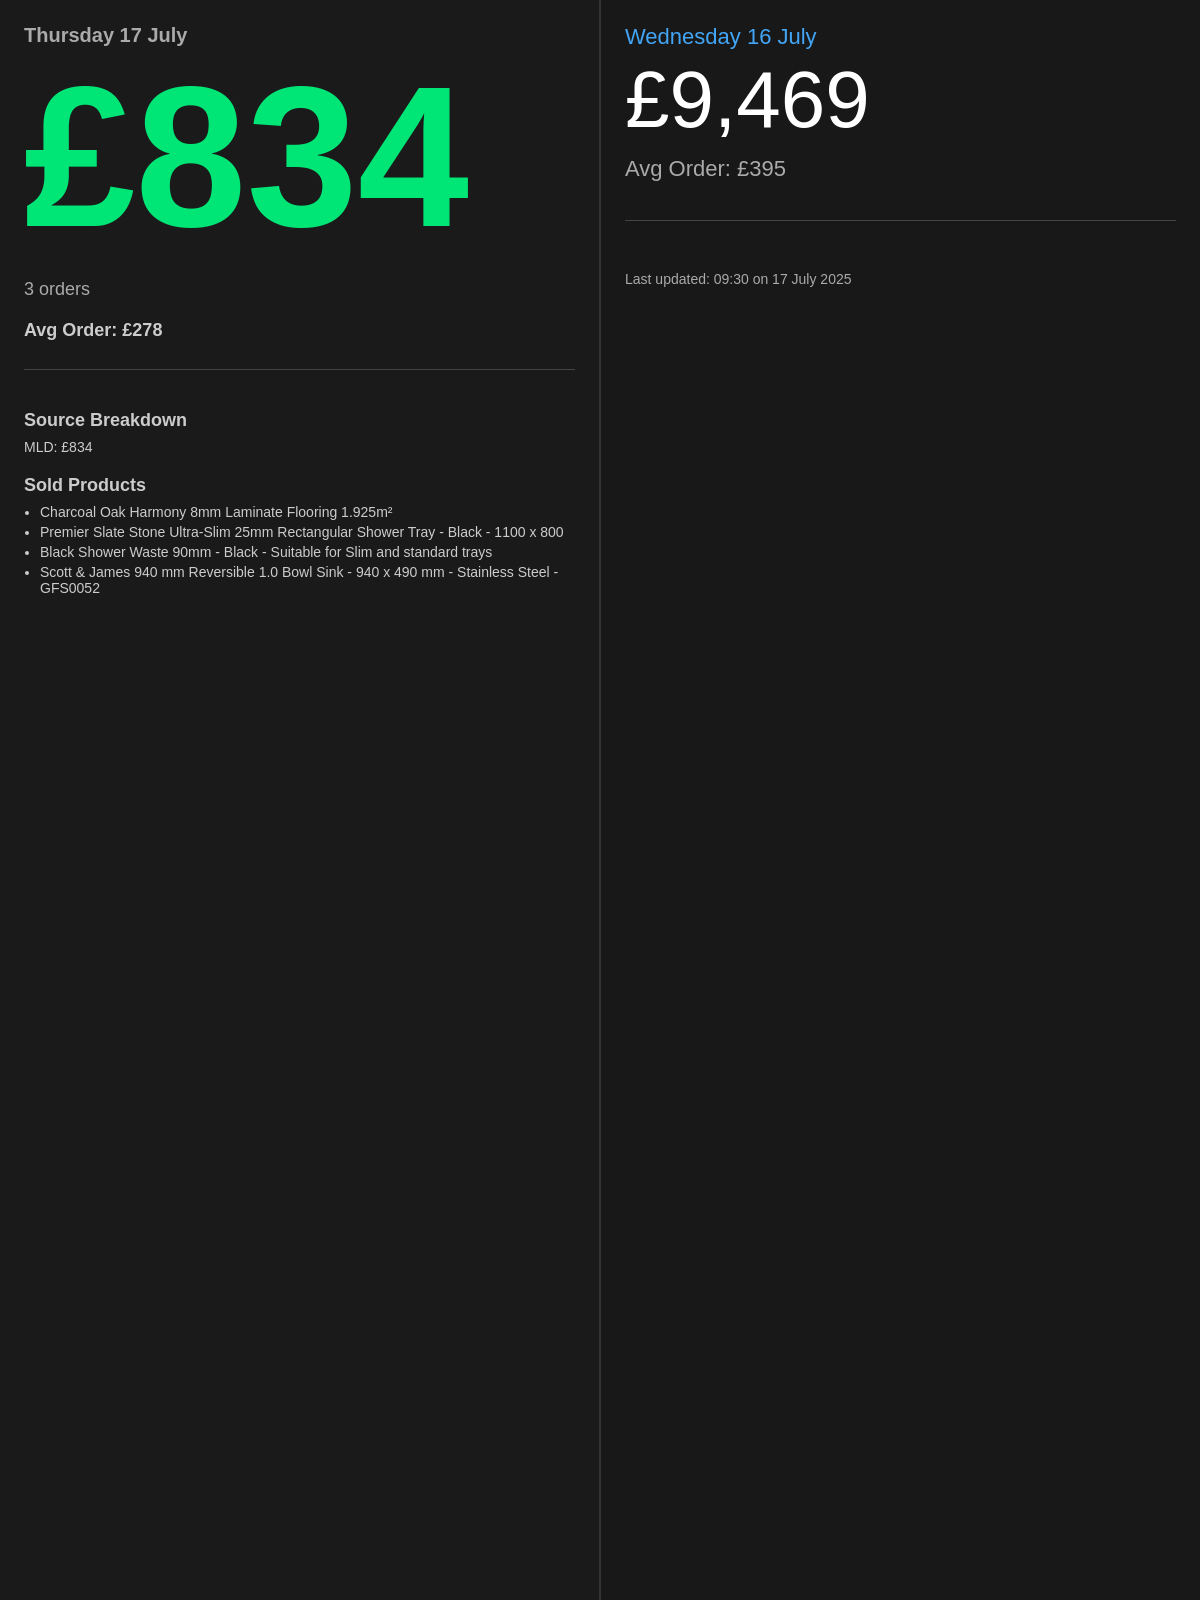 Thursday 17 July
£834
3 orders
Avg Order: £278
Source Breakdown
MLD: £834
Sold Products
• Charcoal Oak Harmony 8mm Laminate Flooring 1.925m²
• Premier Slate Stone Ultra-Slim 25mm Rectangular Shower Tray - Black - 1100 x 800
• Black Shower Waste 90mm - Black - Suitable for Slim and standard trays
• Scott & James 940 mm Reversible 1.0 Bowl Sink - 940 x 490 mm - Stainless Steel -
GFS0052
Wednesday 16 July
£9,469
Avg Order: £395
Last updated: 09:30 on 17 July 2025